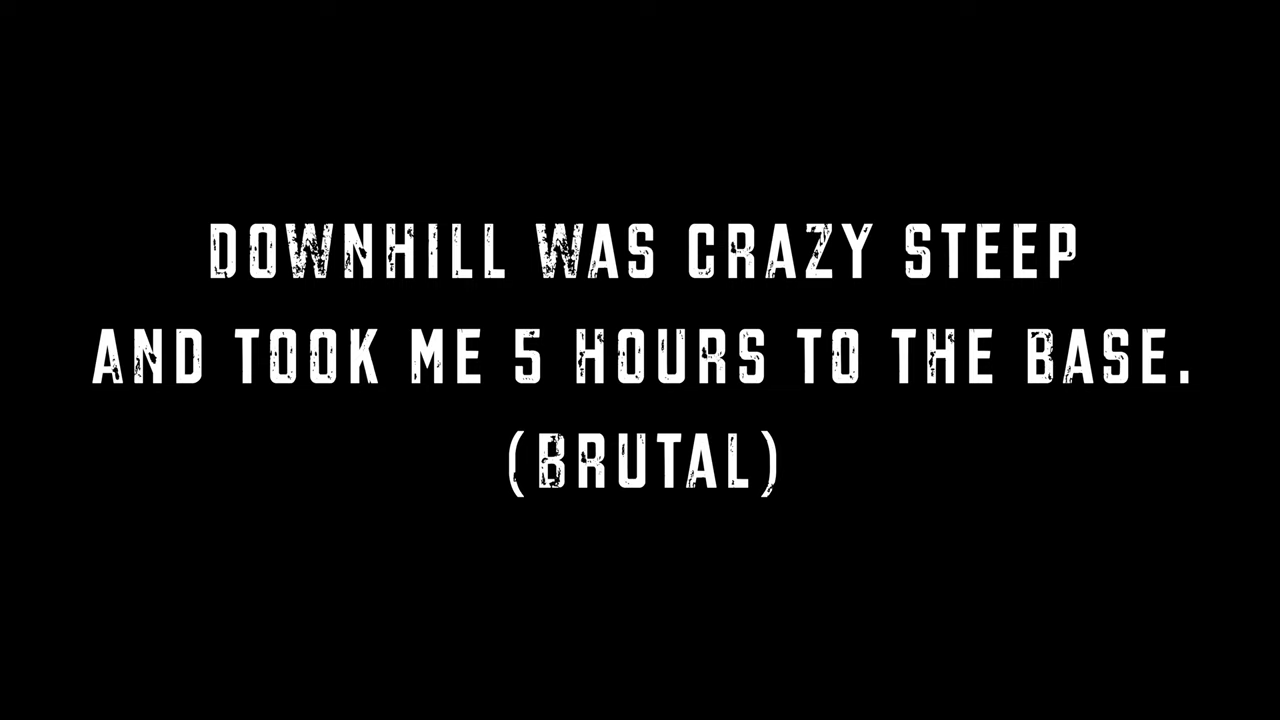 DOWNHILL WAS CRAZY STEEP
AND TOOK ME 5 HOURS TO THE BASE.
(BRUTAL)